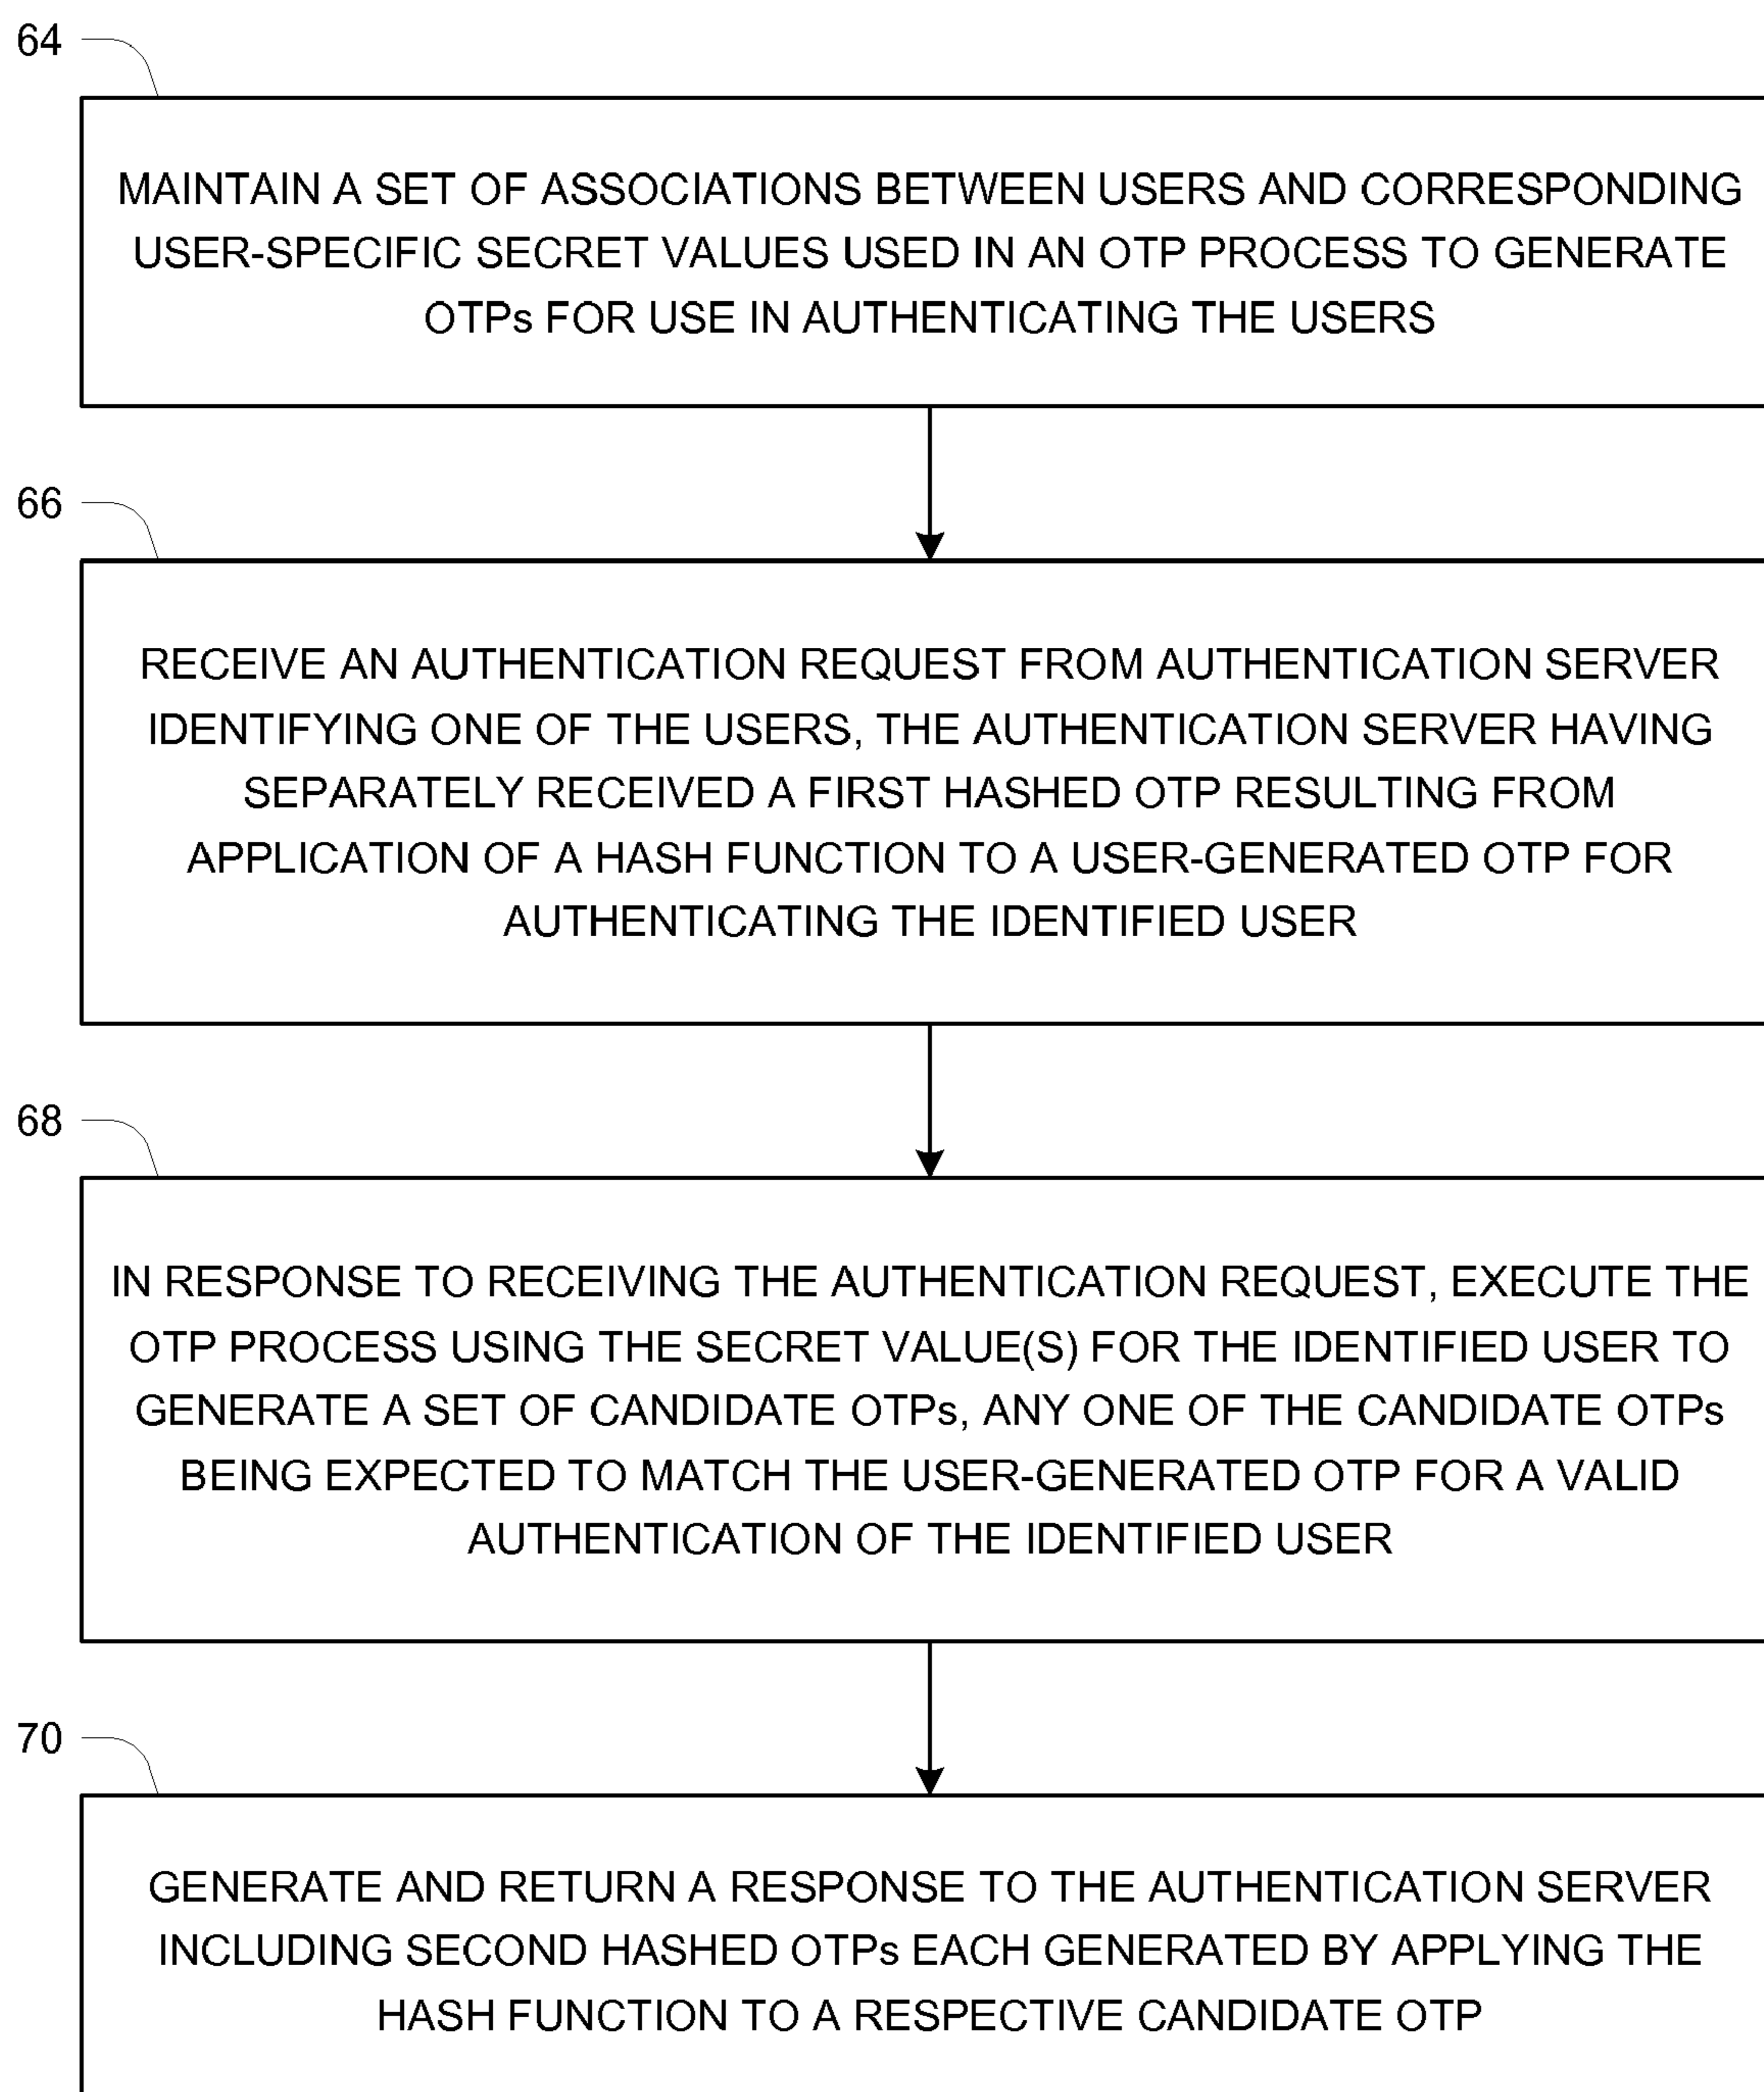 64
MAINTAIN A SET OF ASSOCIATIONS BETWEEN USERS AND CORRESPONDING
USER-SPECIFIC SECRET VALUES USED IN AN OTP PROCESS TO GENERATE
OTPs FOR USE IN AUTHENTICATING THE USERS
66
RECEIVE AN AUTHENTICATION REQUEST FROM AUTHENTICATION SERVER
IDENTIFYING ONE OF THE USERS, THE AUTHENTICATION SERVER HAVING
SEPARATELY RECEIVED A FIRST HASHED OTP RESULTING FROM
APPLICATION OF A HASH FUNCTION TO A USER-GENERATED OTP FOR
AUTHENTICATING THE IDENTIFIED USER
68
IN RESPONSE TO RECEIVING THE AUTHENTICATION REQUEST, EXECUTE THE
OTP PROCESS USING THE SECRET VALUE(S) FOR THE IDENTIFIED USER TO
GENERATE A SET OF CANDIDATE OTPs, ANY ONE OF THE CANDIDATE OTPs
BEING EXPECTED TO MATCH THE USER-GENERATED OTP FOR A VALID
AUTHENTICATION OF THE IDENTIFIED USER
70
GENERATE AND RETURN A RESPONSE TO THE AUTHENTICATION SERVER
INCLUDING SECOND HASHED OTPs EACH GENERATED BY APPLYING THE
HASH FUNCTION TO A RESPECTIVE CANDIDATE OTP